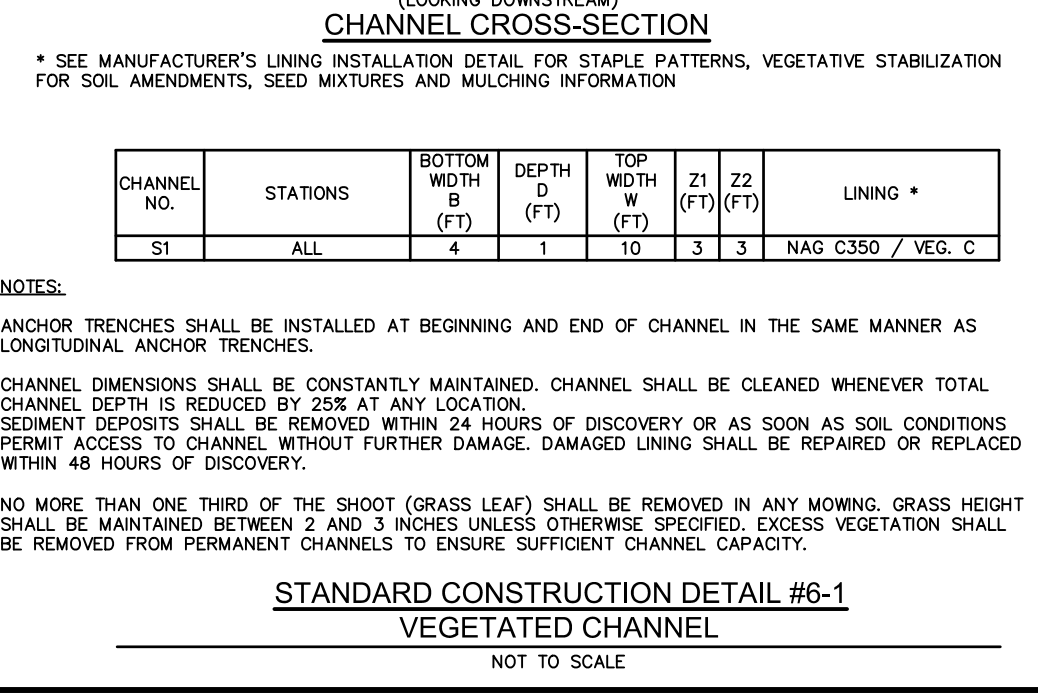 (LOOKING DOWNSTREAM)
CHANNEL CROSS-SECTION
* SEE MANUFACTURER'S LINING INSTALLATION DETAIL FOR STAPLE PATTERNS, VEGETATIVE STABILIZATION
FOR SOIL AMENDMENTS, SEED MIXTURES AND MULCHING INFORMATION
CHANNEL NO. STATIONS BOTTOM WIDTH B (FT) DEPTH D (FT) TOP WIDTH W (FT) Z1 (FT) Z2 (FT) LINING *
S1 ALL 4 1 10 3 3 NAG C350 / VEG. C
NOTES:
ANCHOR TRENCHES SHALL BE INSTALLED AT BEGINNING AND END OF CHANNEL IN THE SAME MANNER AS
LONGITUDINAL ANCHOR TRENCHES.
CHANNEL DIMENSIONS SHALL BE CONSTANTLY MAINTAINED. CHANNEL SHALL BE CLEANED WHENEVER TOTAL
CHANNEL DEPTH IS REDUCED BY 25% AT ANY LOCATION.
SEDIMENT DEPOSITS SHALL BE REMOVED WITHIN 24 HOURS OF DISCOVERY OR AS SOON AS SOIL CONDITIONS
PERMIT ACCESS TO CHANNEL WITHOUT FURTHER DAMAGE. DAMAGED LINING SHALL BE REPAIRED OR REPLACED
WITHIN 48 HOURS OF DISCOVERY.
NO MORE THAN ONE THIRD OF THE SHOOT (GRASS LEAF) SHALL BE REMOVED IN ANY MOWING. GRASS HEIGHT
SHALL BE MAINTAINED BETWEEN 2 AND 3 INCHES UNLESS OTHERWISE SPECIFIED. EXCESS VEGETATION SHALL
BE REMOVED FROM PERMANENT CHANNELS TO ENSURE SUFFICIENT CHANNEL CAPACITY.
STANDARD CONSTRUCTION DETAIL #6-1
VEGETATED CHANNEL
NOT TO SCALE